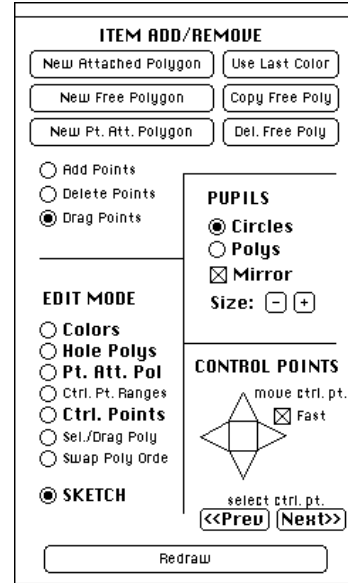 ITEM ADD/REMOVE
New Attached Polygon
Use Last Color
New Free Polygon
Copy Free Poly
New Pt. Att. Polygon
Del. Free Poly
Add Points
Delete Points
Drag Points
PUPILS
Circles
Polys
Mirror
Size: - +
EDIT MODE
Colors
Hole Polys
Pt. Att. Pol
Ctrl. Pt. Ranges
Ctrl. Points
Sel./Drag Poly
Swap Poly Orde
SKETCH
CONTROL POINTS
move ctrl. pt.
Fast
select ctrl. pt.
<<Prev Next>>
Redraw